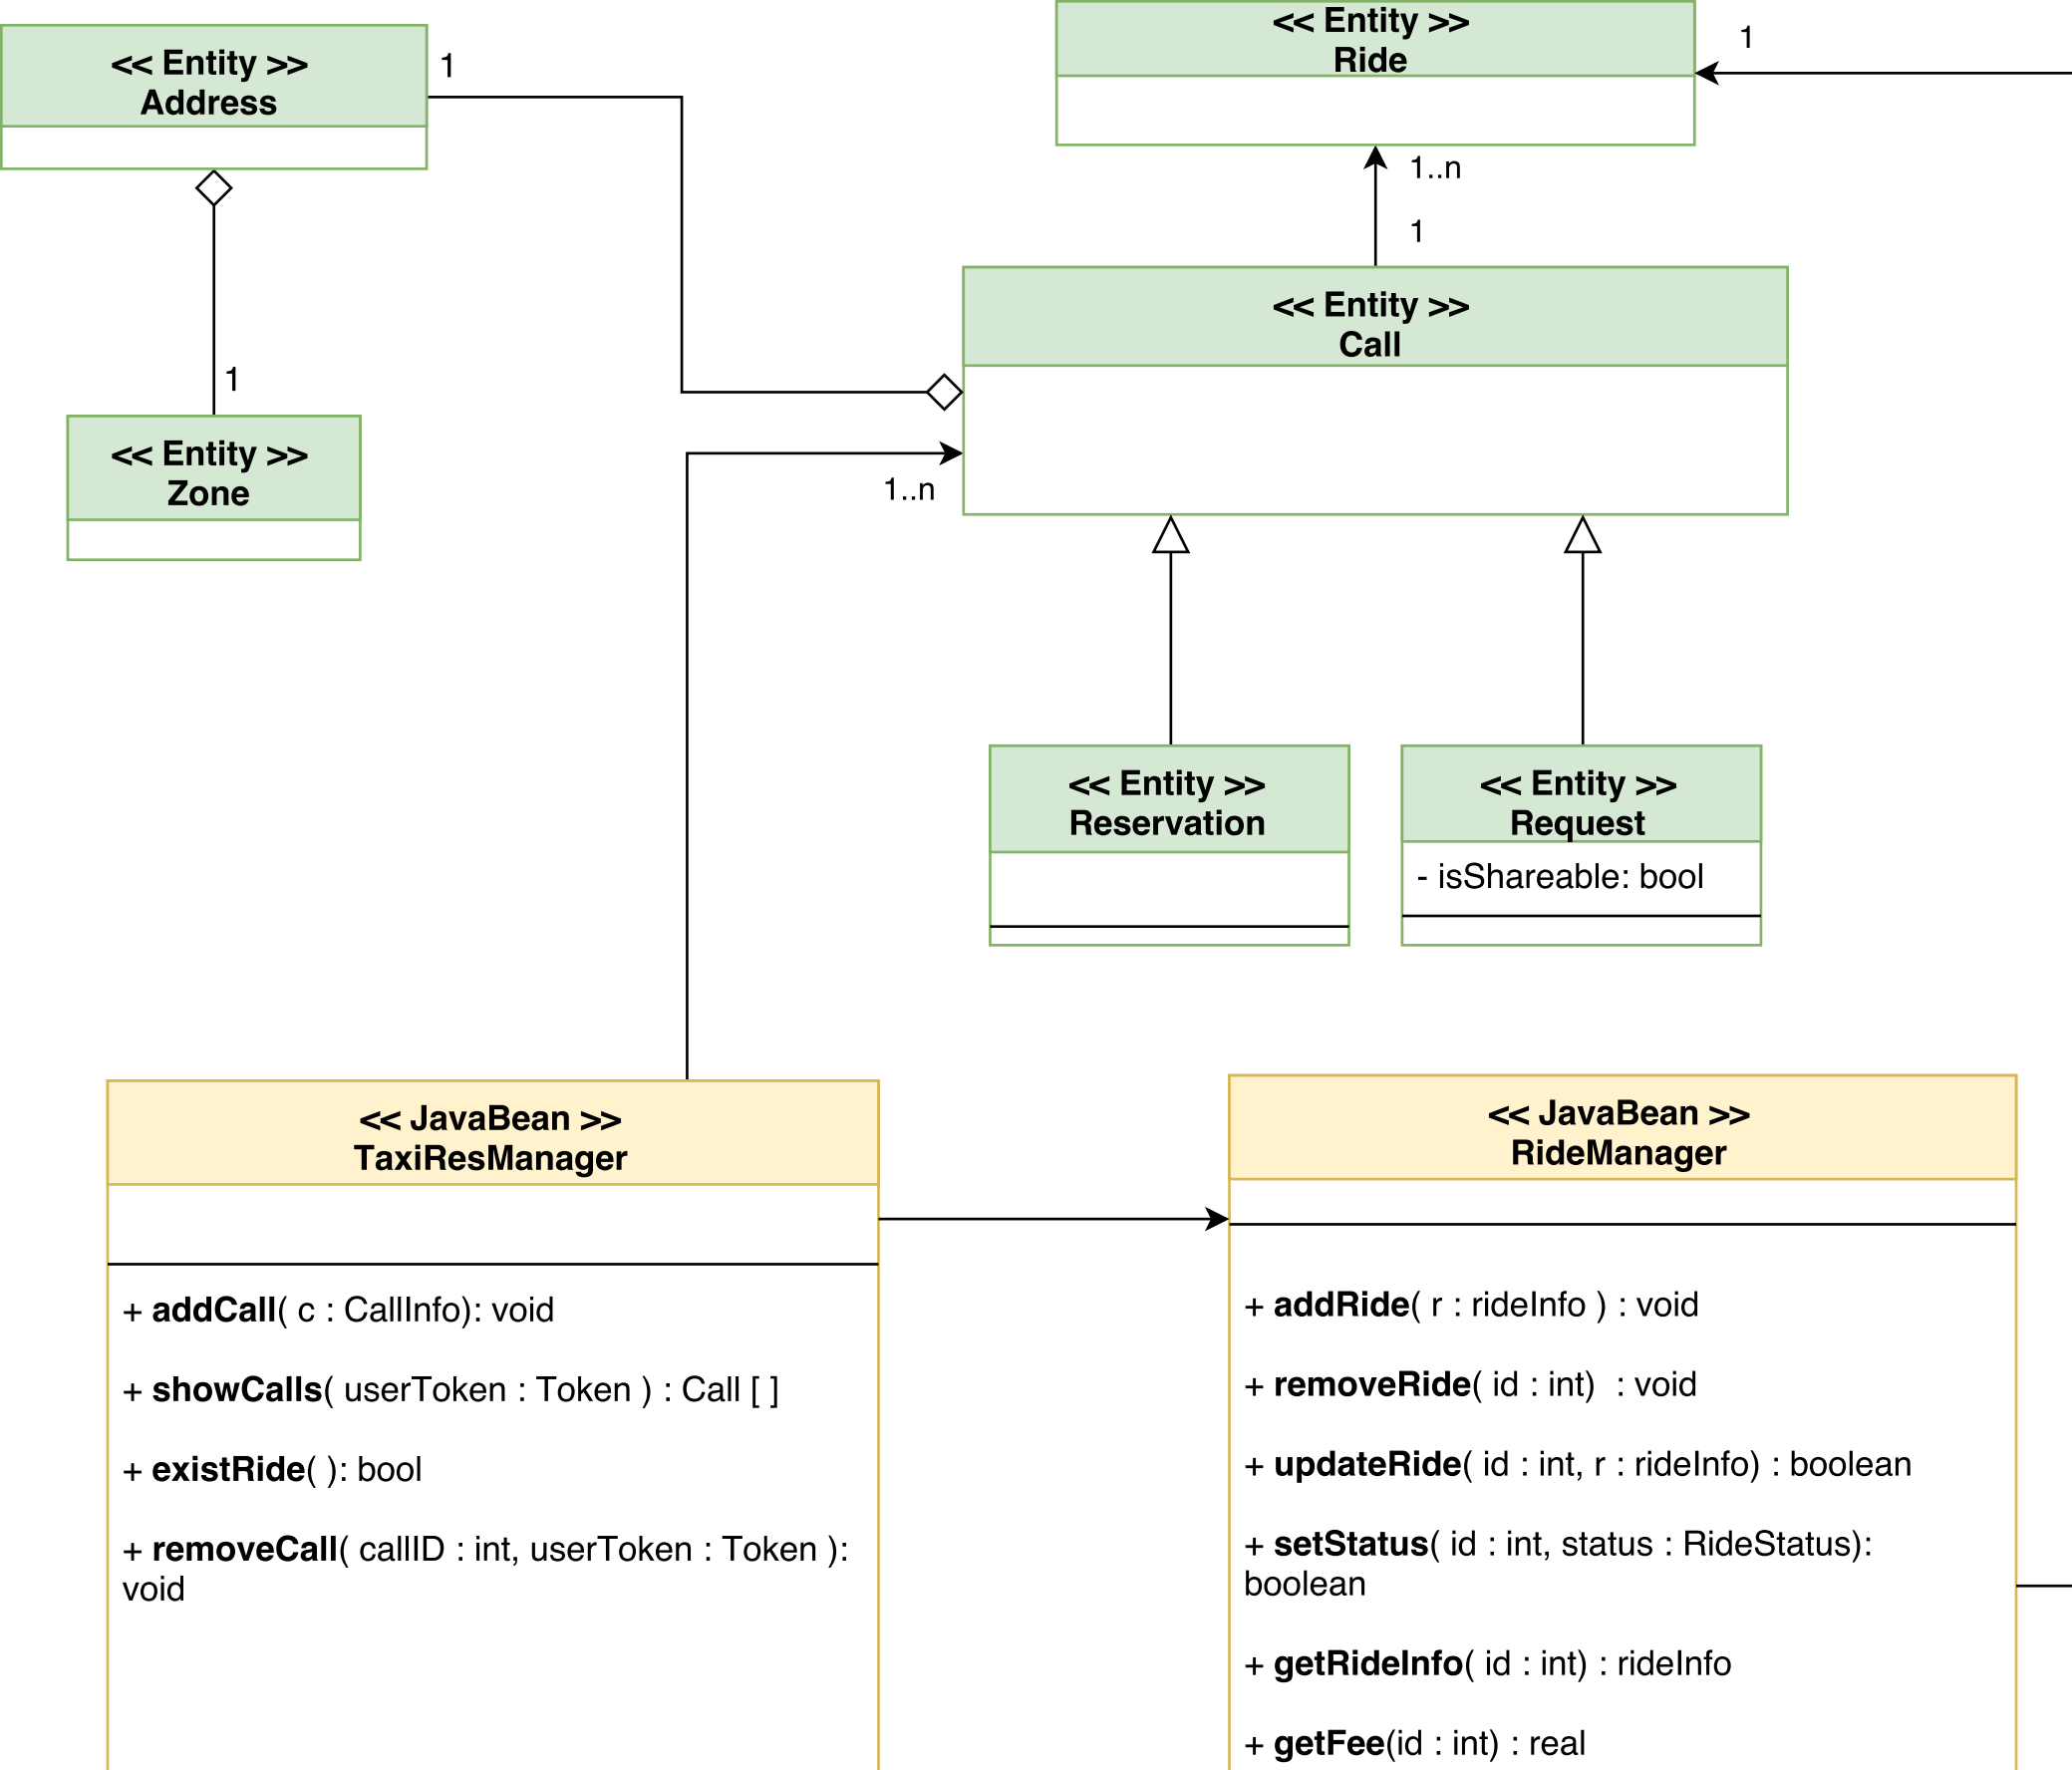 << Entity >>
Address
1
1
<< Entity >>
Zone
<< Entity >>
Ride
1
1..n
1
<< Entity >>
Call
1..n
<< Entity >>
Reservation
<< Entity >>
Request
- isShareable: bool
<< JavaBean >>
TaxiResManager
+ addCall( c : CallInfo): void
+ showCalls( userToken : Token ) : Call [ ]
+ existRide( ): bool
+ removeCall( callID : int, userToken : Token ):
void
<< JavaBean >>
RideManager
+ addRide( r : rideInfo ) : void
+ removeRide( id : int)  : void
+ updateRide( id : int, r : rideInfo) : boolean
+ setStatus( id : int, status : RideStatus):
boolean
+ getRideInfo( id : int) : rideInfo
+ getFee(id : int) : real